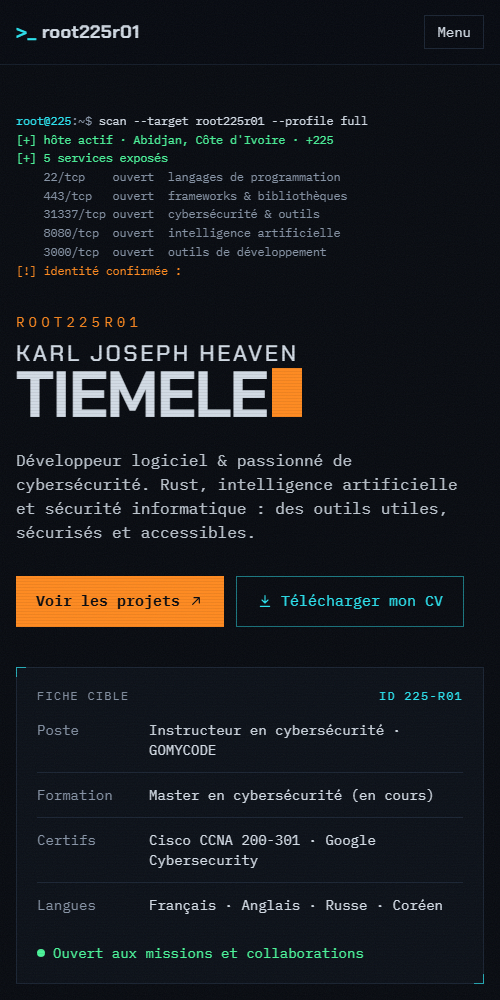 >_ root225r01
Menu
root@225:~$ scan --target root225r01 --profile full
[+] hôte actif · Abidjan, Côte d'Ivoire · +225
[+] 5 services exposés
22/tcp ouvert langages de programmation
443/tcp ouvert frameworks & bibliothèques
31337/tcp ouvert cybersécurité & outils
8080/tcp ouvert intelligence artificielle
3000/tcp ouvert outils de développement
[!] identité confirmée :
ROOT225R01
KARL JOSEPH HEAVEN
TIEMELE
Développeur logiciel & passionné de
cybersécurité. Rust, intelligence artificielle
et sécurité informatique : des outils utiles,
sécurisés et accessibles.
Voir les projets ↗
Télécharger mon CV
FICHE CIBLE
ID 225-R01
Poste
Instructeur en cybersécurité ·
GOMYCODE
Formation
Master en cybersécurité (en cours)
Certifs
Cisco CCNA 200-301 · Google
Cybersecurity
Langues
Français · Anglais · Russe · Coréen
Ouvert aux missions et collaborations